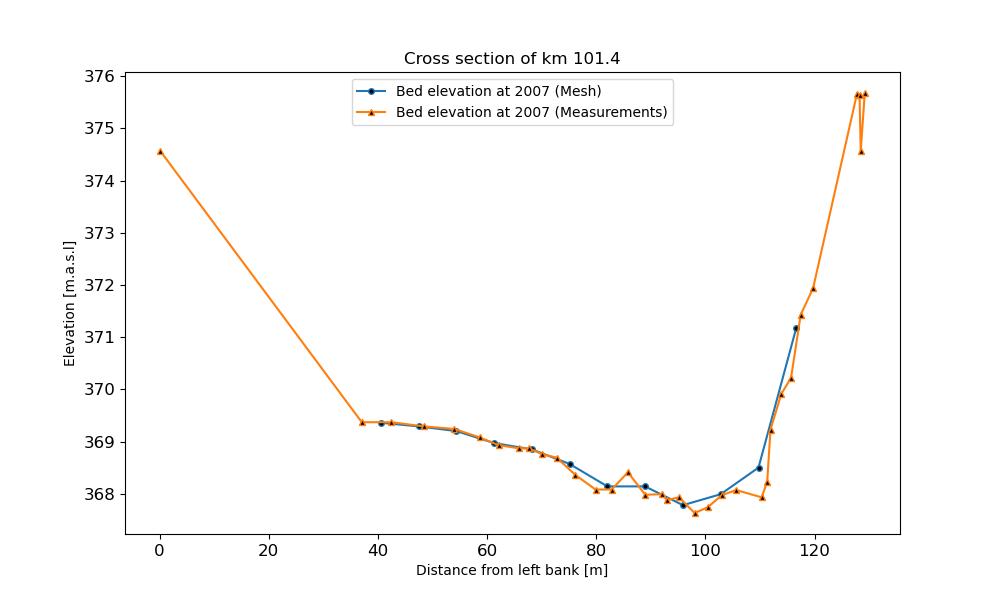 Cross section of km 101.4
Bed elevation at 2007 (Mesh)
Bed elevation at 2007 (Measurements)
Elevation [m.a.s.l]
376
375
374
373
372
371
370
369
368
0 20 40 60 80 100 120
Distance from left bank [m]